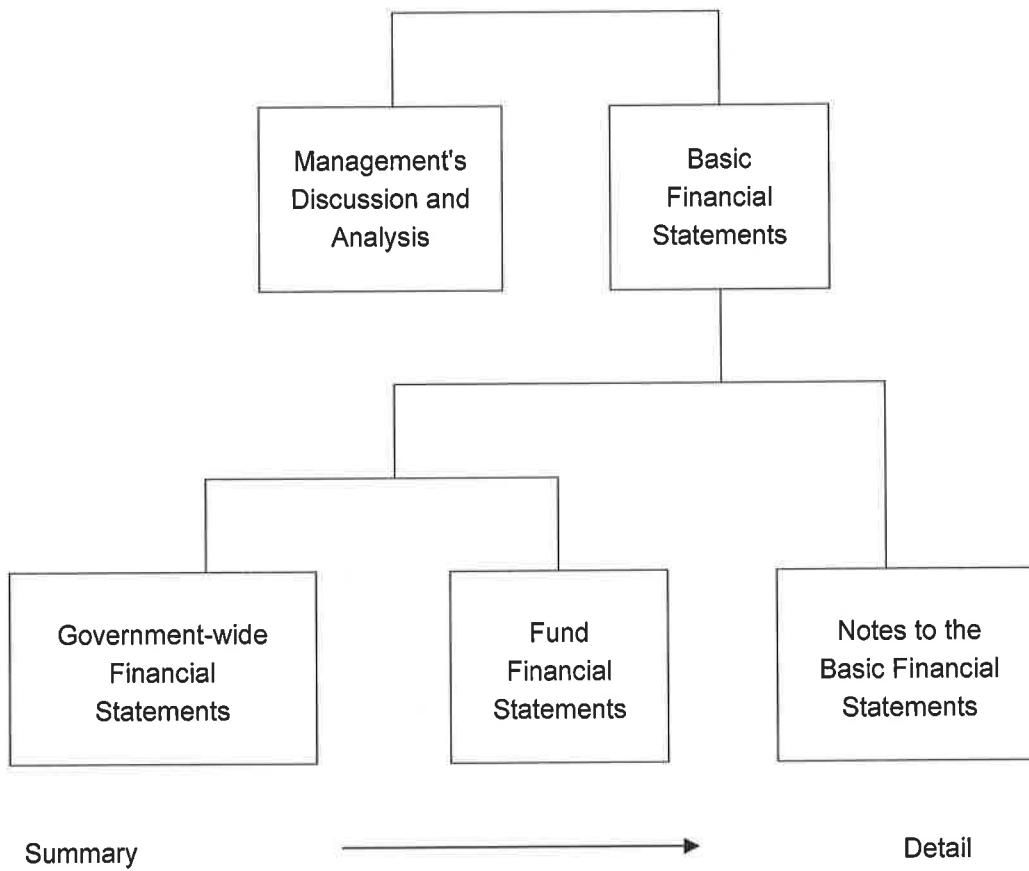 Management's
Discussion and
Analysis
Basic
Financial
Statements
Government-wide
Financial
Statements
Fund
Financial
Statements
Notes to the
Basic Financial
Statements
Summary
Detail